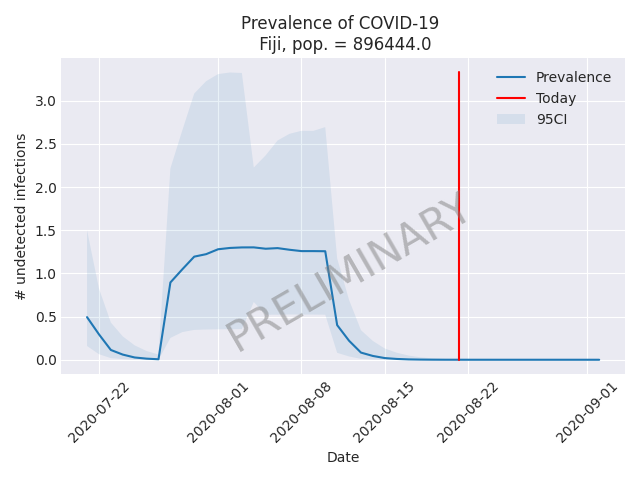 Prevalence of COVID-19
Fiji, pop. = 896444.0
Prevalence
Today
95CI
3.0
2.5
2.0
1.5
1.0
0.5
0.0
# undetected infections
PRELIMINARY
2020-07-22
2020-08-01
2020-08-08
2020-08-15
2020-08-22
2020-09-01
Date